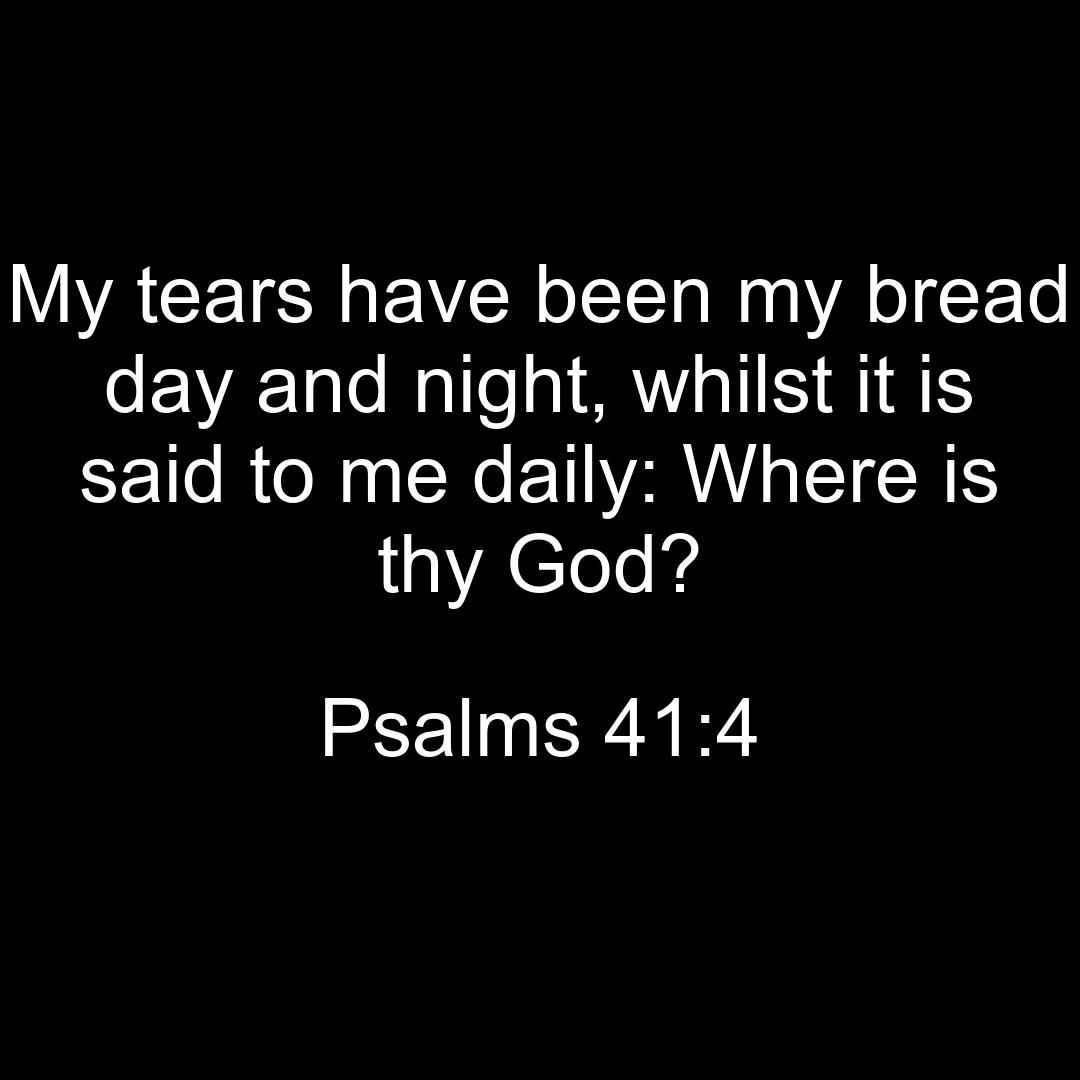 My tears have been my bread
day and night, whilst it is
said to me daily: Where is
thy God?
Psalms 41:4